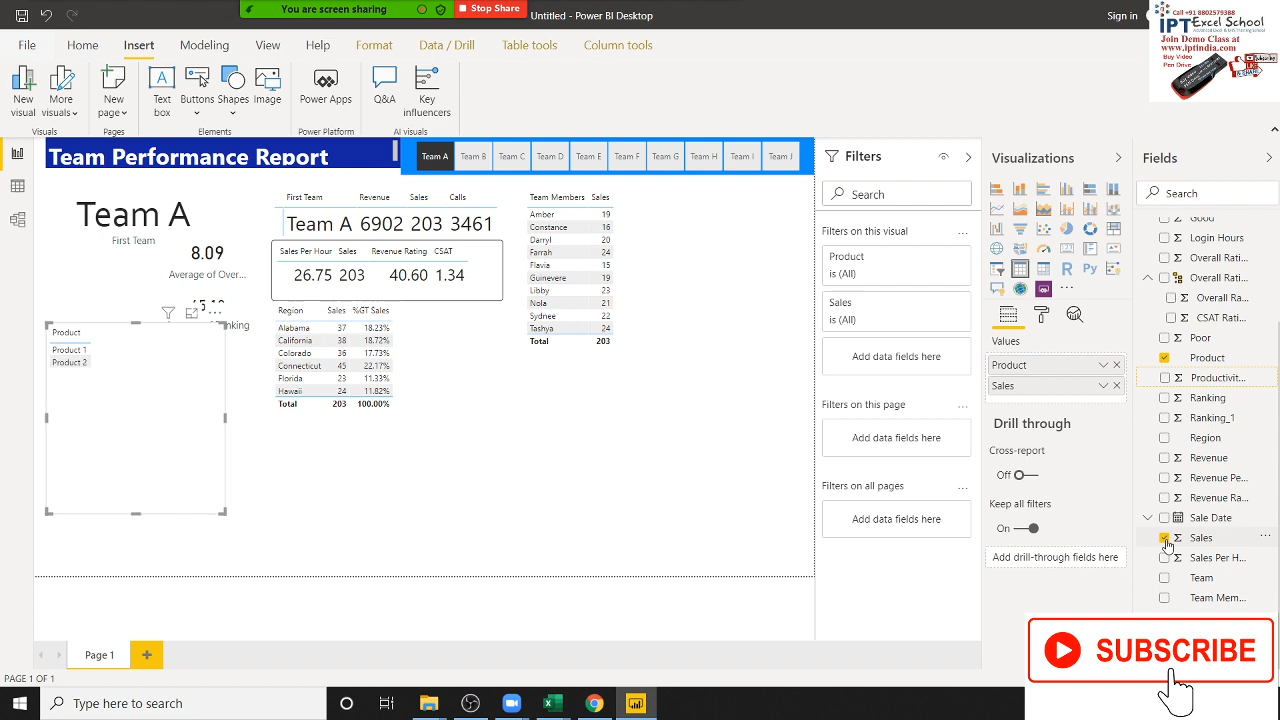 You are screen sharing
Stop Share
Untitled - Power BI Desktop
Sign in
Call +91 8802579388
IPT Excel School
Advanced Excel & MIS Training School
Join Demo Class at
www.iptindia.com
Buy Video
Pen Drive
File Home Insert Modeling View Help Format Data / Drill Table tools Column tools
New visual
More visuals
New page
Text box
Buttons
Shapes
Image
Power Apps
Q&A
Key influencers
Visuals Pages Elements Power Platform AI visuals
Team Performance Report
Team A Team B Team C Team D Team E Team F Team G Team H Team I Team J
Team A
First Team
8.09
Average of Over...
nking
First Team Revenue Sales Calls
Team A 6902 203 3461
Sales Per Hour Sales Revenue Rating CSAT
26.75 203 40.60 1.34
Team Members Sales
Amber 19
Constance 16
Darryl 20
Farrah 24
Flavia 15
Guinevere 19
Libby 23
Nola 21
Sydnee 22
Tashya 24
Total 203
Region Sales %GT Sales
Alabama 37 18.23%
California 38 18.72%
Colorado 36 17.73%
Connecticut 45 22.17%
Florida 23 11.33%
Hawaii 24 11.82%
Total 203 100.00%
Product
Product 1
Product 2
Filters
Search
Filters on this visual
Product
is (All)
Sales
is (All)
Add data fields here
Filters on this page
Add data fields here
Filters on all pages
Add data fields here
Visualizations
Values
Product
Sales
Drill through
Cross-report
Off
Keep all filters
On
Add drill-through fields here
Fields
Search
Good
Login Hours
Overall Rati...
Overall Rati...
Overall Ra...
CSAT Rati...
Poor
Product
Productivit...
Ranking
Ranking_1
Region
Revenue
Revenue Pe...
Revenue Ra...
Sale Date
Sales
Sales Per H...
Team
Team Mem...
SUBSCRIBE
Page 1
PAGE 1 OF 1
Type here to search